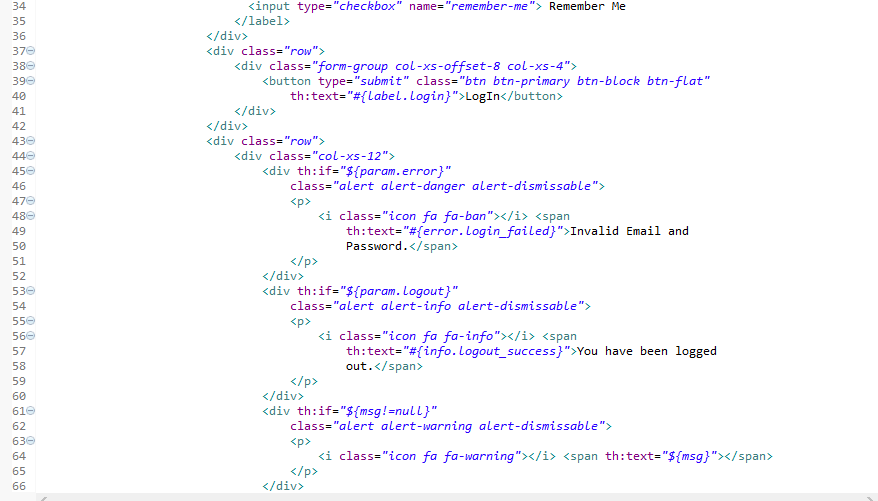 34 <input type="checkbox" name="remember-me"> Remember Me
35 </label>
36 </div>
37 <div class="row">
38 <div class="form-group col-xs-offset-8 col-xs-4">
39 <button type="submit" class="btn btn-primary btn-block btn-flat"
40 th:text="#{label.login}">LogIn</button>
41 </div>
42 </div>
43 <div class="row">
44 <div class="col-xs-12">
45 <div th:if="${param.error}"
46 class="alert alert-danger alert-dismissable">
47 <p>
48 <i class="icon fa fa-ban"></i> <span
49 th:text="#{error.login_failed}">Invalid Email and
50 Password.</span>
51 </p>
52 </div>
53 <div th:if="${param.logout}"
54 class="alert alert-info alert-dismissable">
55 <p>
56 <i class="icon fa fa-info"></i> <span
57 th:text="#{info.logout_success}">You have been logged
58 out.</span>
59 </p>
60 </div>
61 <div th:if="${msg!=null}"
62 class="alert alert-warning alert-dismissable">
63 <p>
64 <i class="icon fa fa-warning"></i> <span th:text="${msg}"></span>
65 </p>
66 </div>